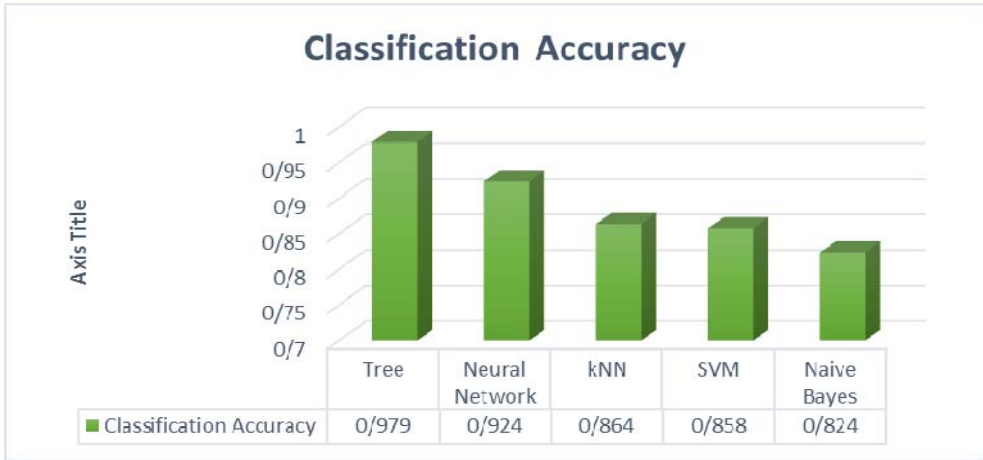 Classification Accuracy
Axis Title
1
0/95
0/9
0/85
0/8
0/75
0/7
Tree Neural Network kNN SVM Naive Bayes
Classification Accuracy 0/979 0/924 0/864 0/858 0/824